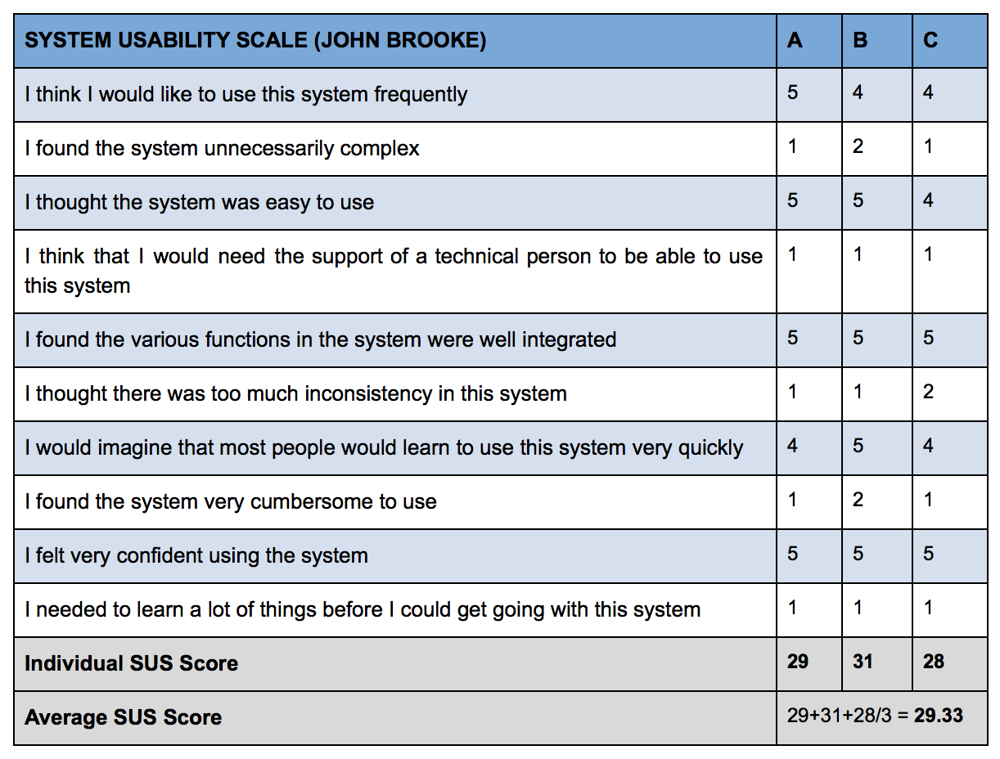 SYSTEM USABILITY SCALE (JOHN BROOKE) A B C
I think I would like to use this system frequently 5 4 4
I found the system unnecessarily complex 1 2 1
I thought the system was easy to use 5 5 4
I think that I would need the support of a technical person to be able to use 1 1 1
this system
I found the various functions in the system were well integrated 5 5 5
I thought there was too much inconsistency in this system 1 1 2
I would imagine that most people would learn to use this system very quickly 4 5 4
I found the system very cumbersome to use 1 2 1
I felt very confident using the system 5 5 5
I needed to learn a lot of things before I could get going with this system 1 1 1
Individual SUS Score 29 31 28
Average SUS Score 29+31+28/3 = 29.33